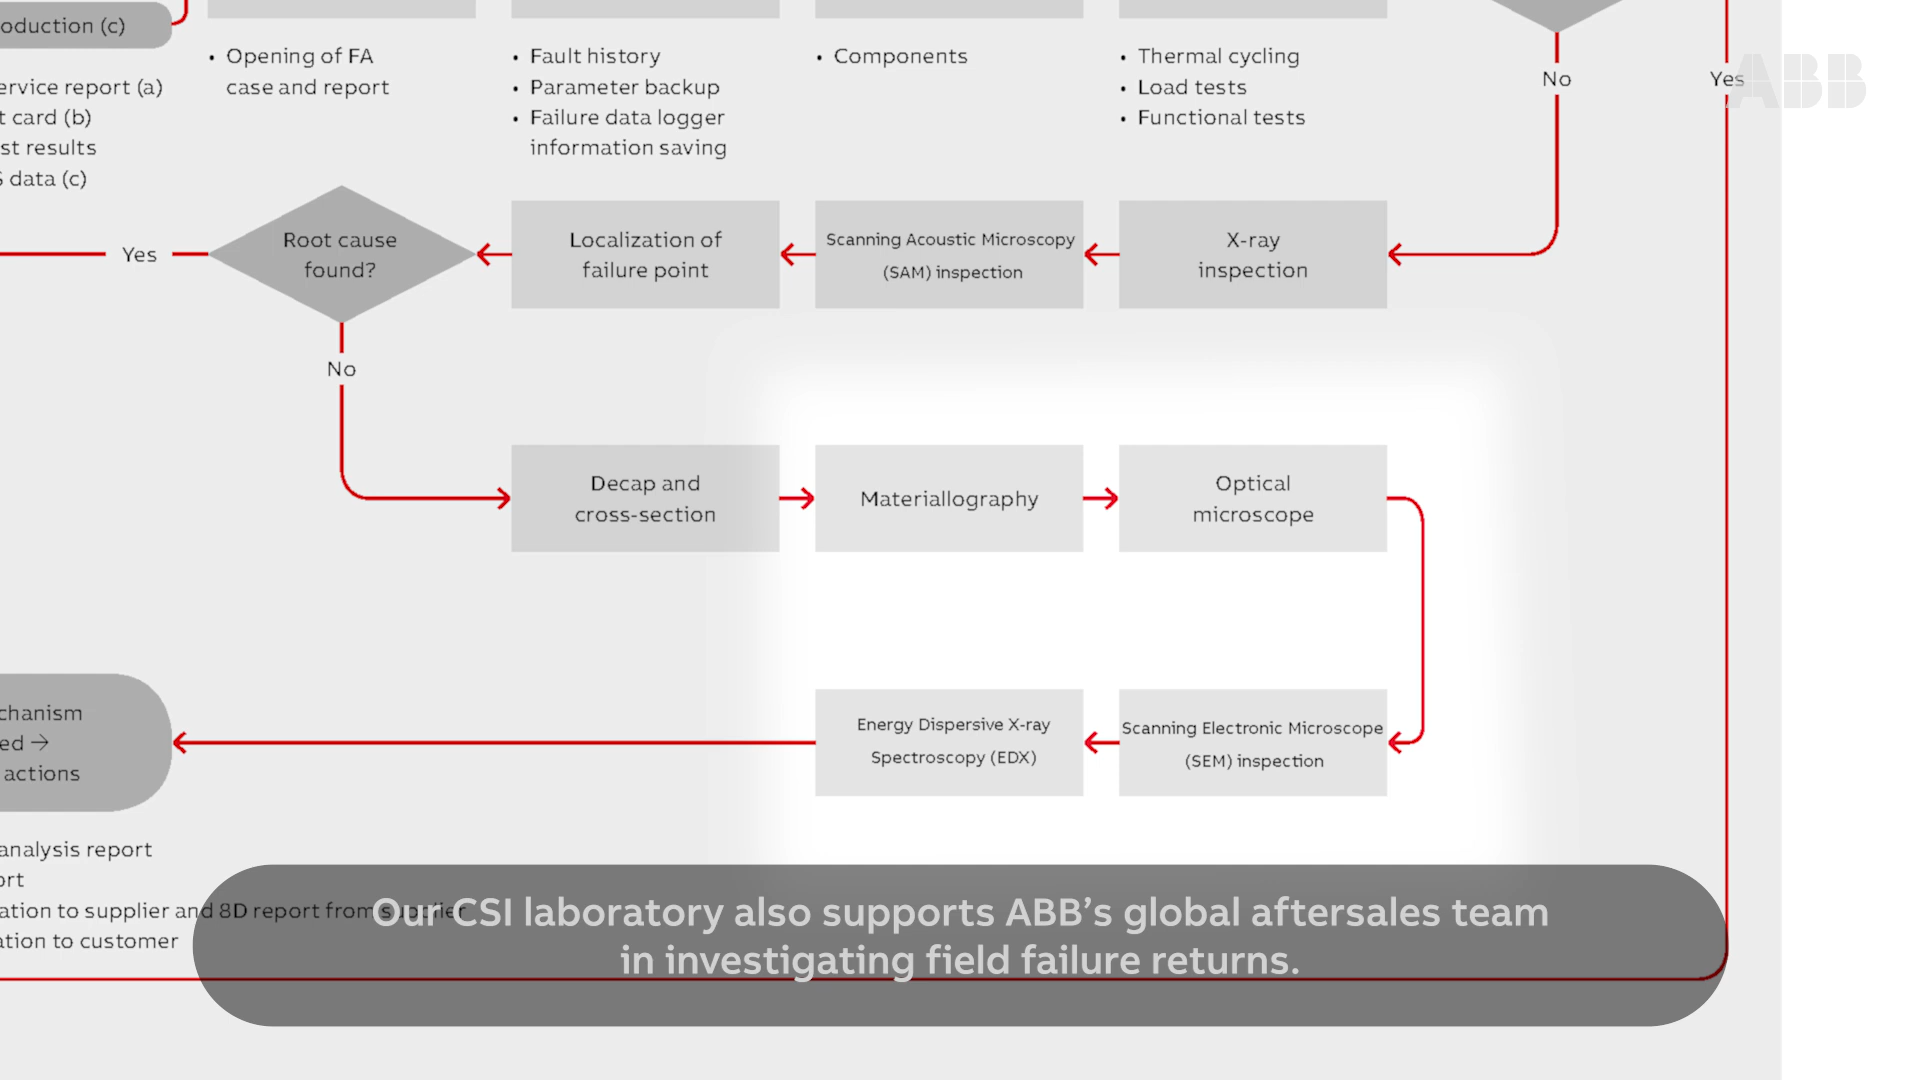 oduction (c)
ervice report (a)
t card (b)
st results
S data (c)
• Opening of FA
case and report
• Fault history
• Parameter backup
• Failure data logger
information saving
• Components
• Thermal cycling
• Load tests
• Functional tests
No
Yes
ABB
Yes
Root cause
found?
Localization of
failure point
Scanning Acoustic Microscopy
(SAM) inspection
X-ray
inspection
No
Decap and
cross-section
Materiallography
Optical
microscope
chanism
ed →
actions
Energy Dispersive X-ray
Spectroscopy (EDX)
Scanning Electronic Microscope
(SEM) inspection
analysis report
ort
ation to supplier and 8D report from supplier
ation to customer
Our CSI laboratory also supports ABB’s global aftersales team
in investigating field failure returns.